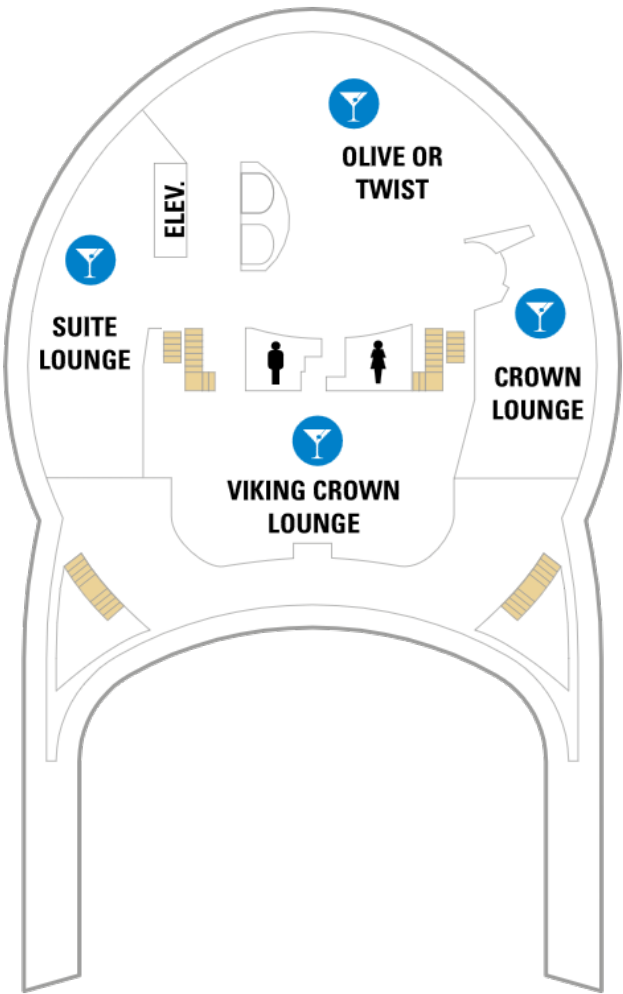 OLIVE OR
TWIST
ELEV.
SUITE
LOUNGE
CROWN
LOUNGE
VIKING CROWN
LOUNGE